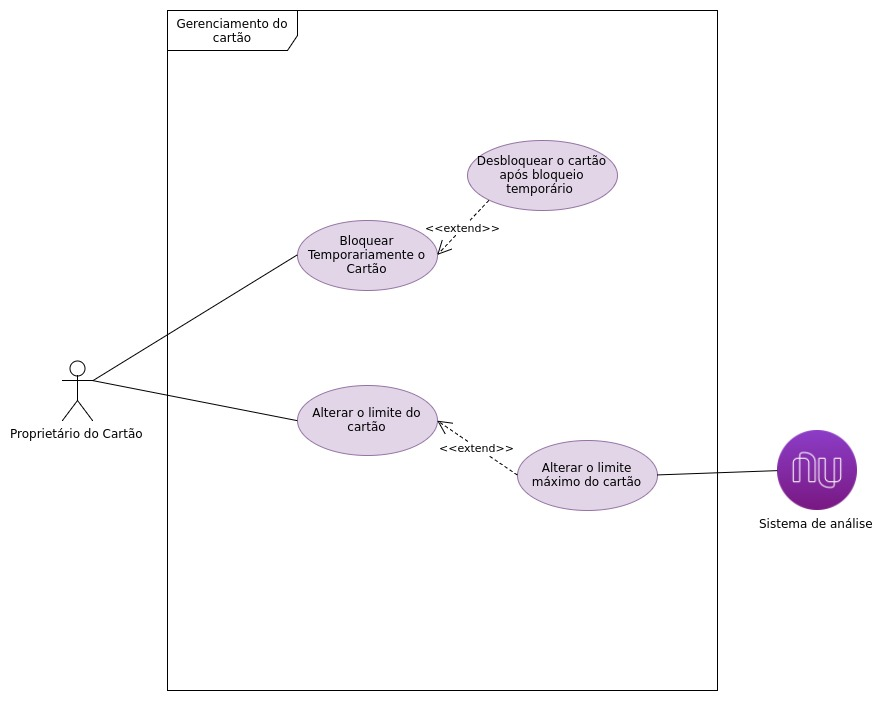 Gerenciamento do
cartão
Desbloquear o cartão
após bloqueio
temporário
<<extend>>
Bloquear
Temporariamente o
Cartão
Proprietário do Cartão
Alterar o limite do
cartão
<<extend>>
Alterar o limite
máximo do cartão
nu
Sistema de análise